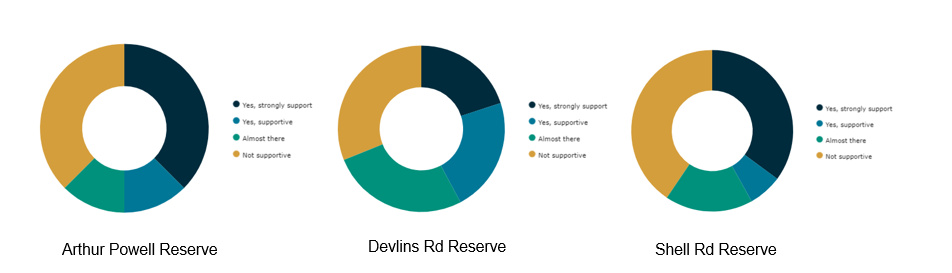 Yes, strongly support
Yes, supportive
Almost there
Not supportive
Arthur Powell Reserve
Yes, strongly support
Yes, supportive
Almost there
Not supportive
Devlins Rd Reserve
Yes, strongly support
Yes, supportive
Almost there
Not supportive
Shell Rd Reserve